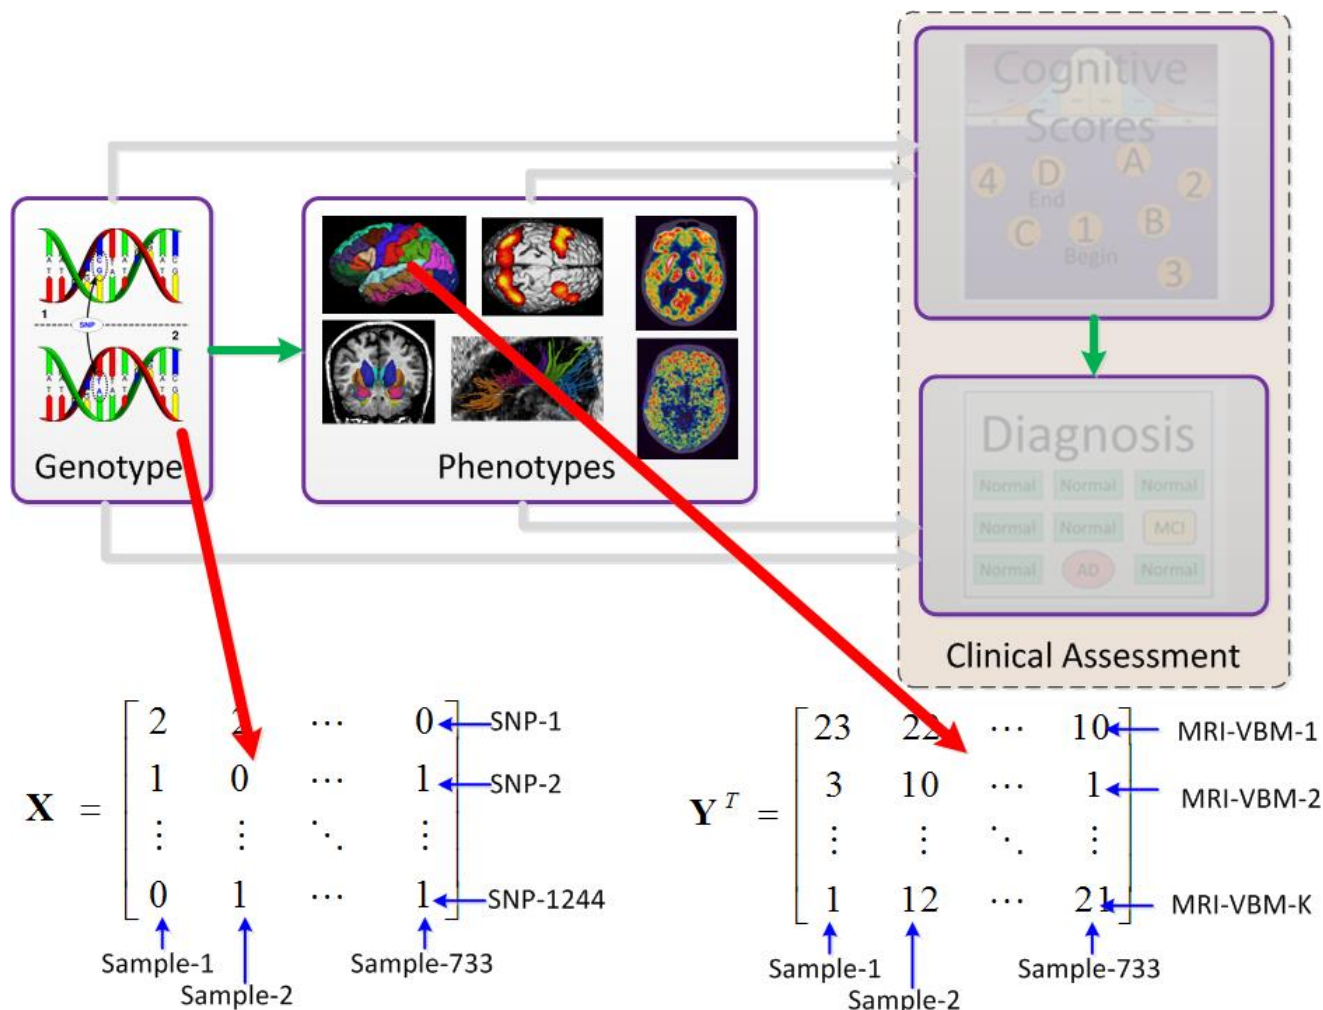 Cognitive
Scores
A
4 D 2
End
C 1 B
Begin
3
SNP
1
2
Genotype
Phenotypes
Diagnosis
Normal Normal Normal
Normal Normal MCI
Normal AD Normal
Clinical Assessment
X =
2 2 ⋯ 0 SNP-1
1 0 ⋯ 1 SNP-2
⋮ ⋮ ⋱ ⋮
0 1 ⋯ 1 SNP-1244
Sample-1 Sample-733
Sample-2
Y^T =
23 22 ⋯ 10 MRI-VBM-1
3 10 ⋯ 1 MRI-VBM-2
⋮ ⋮ ⋱ ⋮
1 12 ⋯ 21 MRI-VBM-K
Sample-1 Sample-733
Sample-2